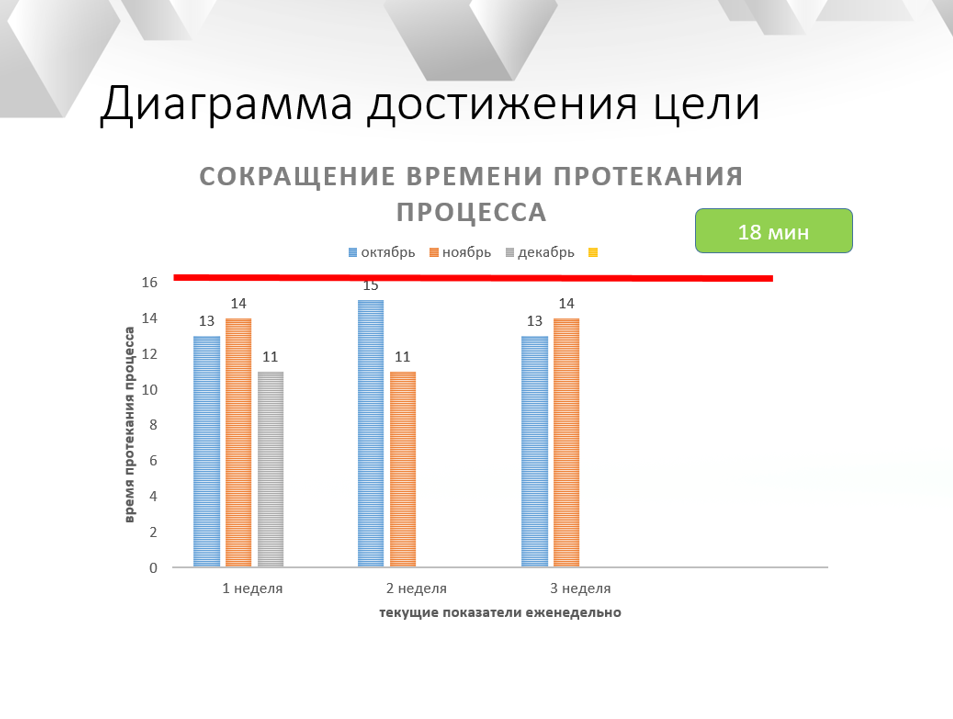 Диаграмма достижения цели
СОКРАЩЕНИЕ ВРЕМЕНИ ПРОТЕКАНИЯ
ПРОЦЕССА
18 мин
октябрь ноябрь декабрь
16
14
12
10
8
6
4
2
0
время протекания процесса
13
14
11
15
11
13
14
1 неделя 2 неделя 3 неделя
текущие показатели еженедельно